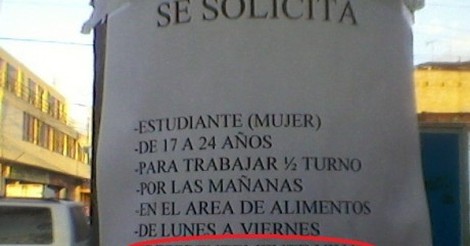 SE SOLICITA
-ESTUDIANTE (MUJER)
-DE 17 A 24 AÑOS
-PARA TRABAJAR ½ TURNO
-POR LAS MAÑANAS
-EN EL AREA DE ALIMENTOS
-DE LUNES A VIERNES